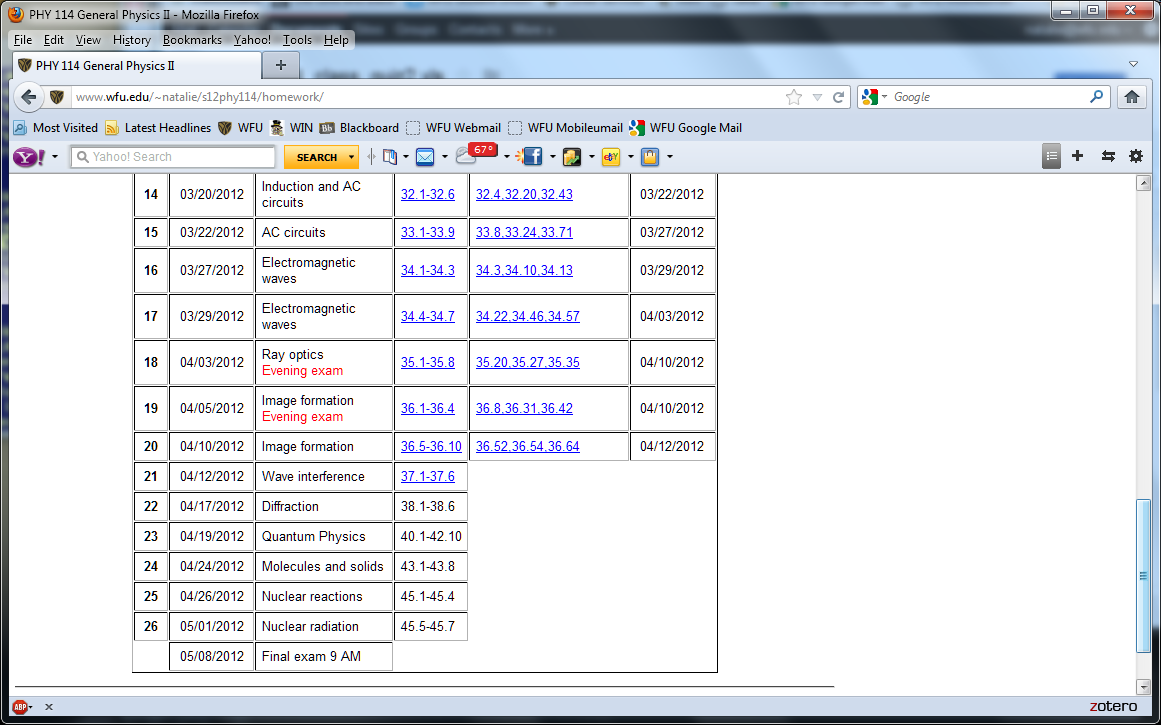 PHY 114 General Physics II - Mozilla Firefox
File Edit View History Bookmarks Yahoo! Tools Help
PHY 114 General Physics II
www.wfu.edu/~natalie/s12phy114/homework/ Google
Most Visited Latest Headlines WFU WIN Bb Blackboard WFU Webmail WFU Mobileumail WFU Google Mail
Y! Yahoo! Search SEARCH 67° f eBY
14 03/20/2012 Induction and AC circuits 32.1-32.6 32.4,32.20,32.43 03/22/2012
15 03/22/2012 AC circuits 33.1-33.9 33.8,33.24,33.71 03/27/2012
16 03/27/2012 Electromagnetic waves 34.1-34.3 34.3,34.10,34.13 03/29/2012
17 03/29/2012 Electromagnetic waves 34.4-34.7 34.22,34.46,34.57 04/03/2012
18 04/03/2012 Ray optics Evening exam 35.1-35.8 35.20,35.27,35.35 04/10/2012
19 04/05/2012 Image formation Evening exam 36.1-36.4 36.8,36.31,36.42 04/10/2012
20 04/10/2012 Image formation 36.5-36.10 36.52,36.54,36.64 04/12/2012
21 04/12/2012 Wave interference 37.1-37.6
22 04/17/2012 Diffraction 38.1-38.6
23 04/19/2012 Quantum Physics 40.1-42.10
24 04/24/2012 Molecules and solids 43.1-43.8
25 04/26/2012 Nuclear reactions 45.1-45.4
26 05/01/2012 Nuclear radiation 45.5-45.7
05/08/2012 Final exam 9 AM
ABP zotero